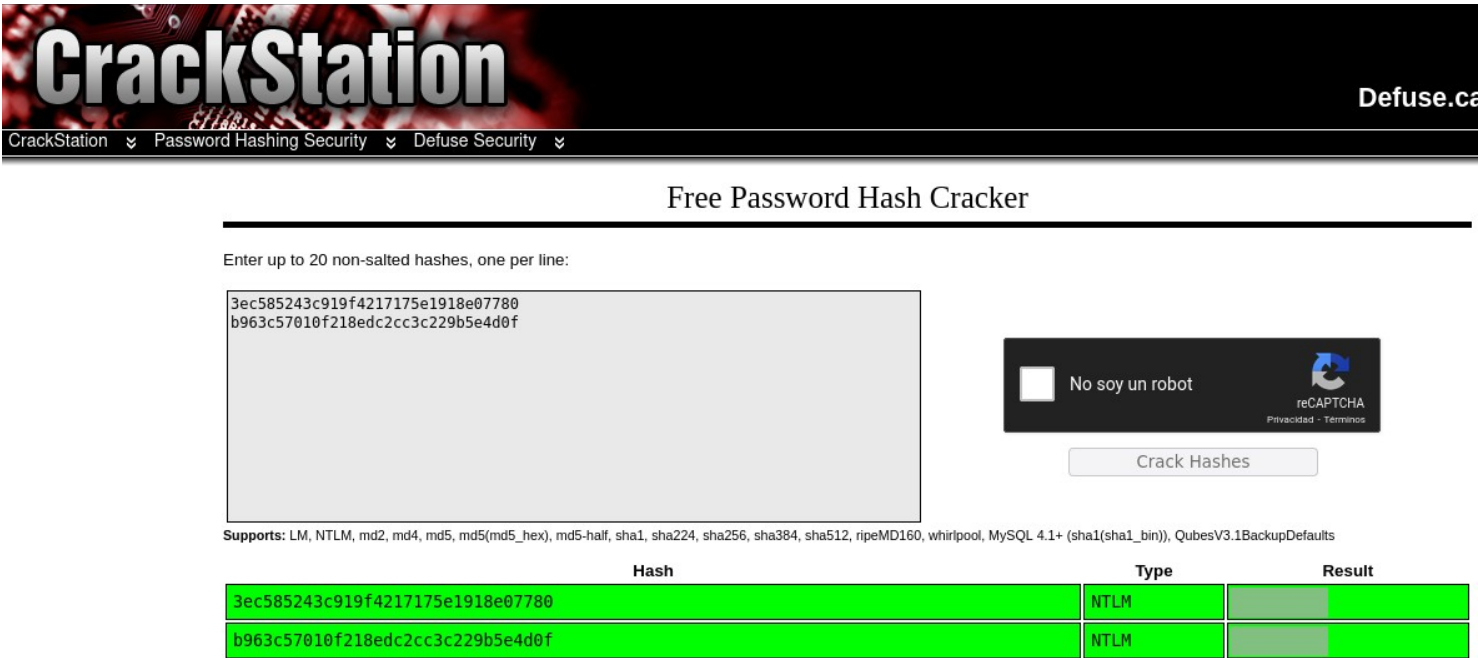 CrackStation
Defuse.ca
CrackStation Password Hashing Security Defuse Security
Free Password Hash Cracker
Enter up to 20 non-salted hashes, one per line:
3ec585243c919f4217175e1918e07780
b963c57010f218edc2cc3c229b5e4d0f
No soy un robot
reCAPTCHA
Privacidad - Términos
Crack Hashes
Supports: LM, NTLM, md2, md4, md5, md5(md5_hex), md5-half, sha1, sha224, sha256, sha384, sha512, ripeMD160, whirlpool, MySQL 4.1+ (sha1(sha1_bin)), QubesV3.1BackupDefaults
Hash Type Result
3ec585243c919f4217175e1918e07780 NTLM
b963c57010f218edc2cc3c229b5e4d0f NTLM